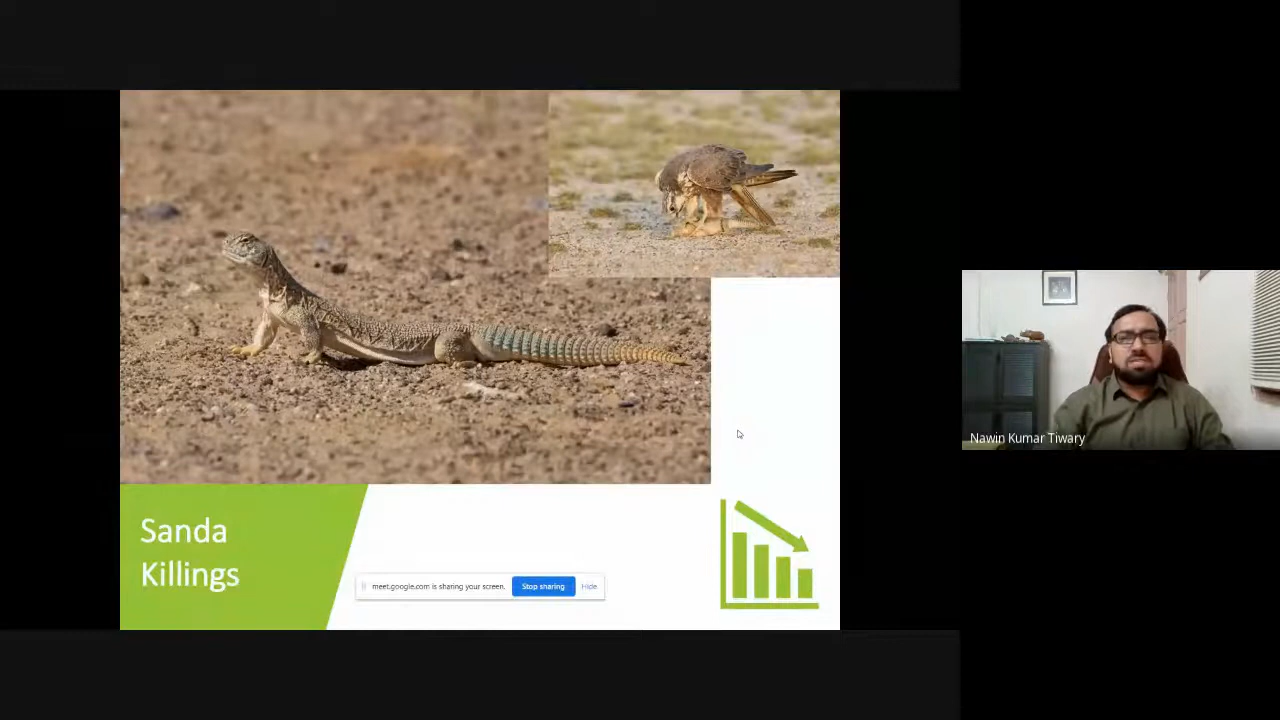 Sanda
Killings
meet.google.com is sharing your screen.
Stop sharing
Hide
Nawin Kumar Tiwary